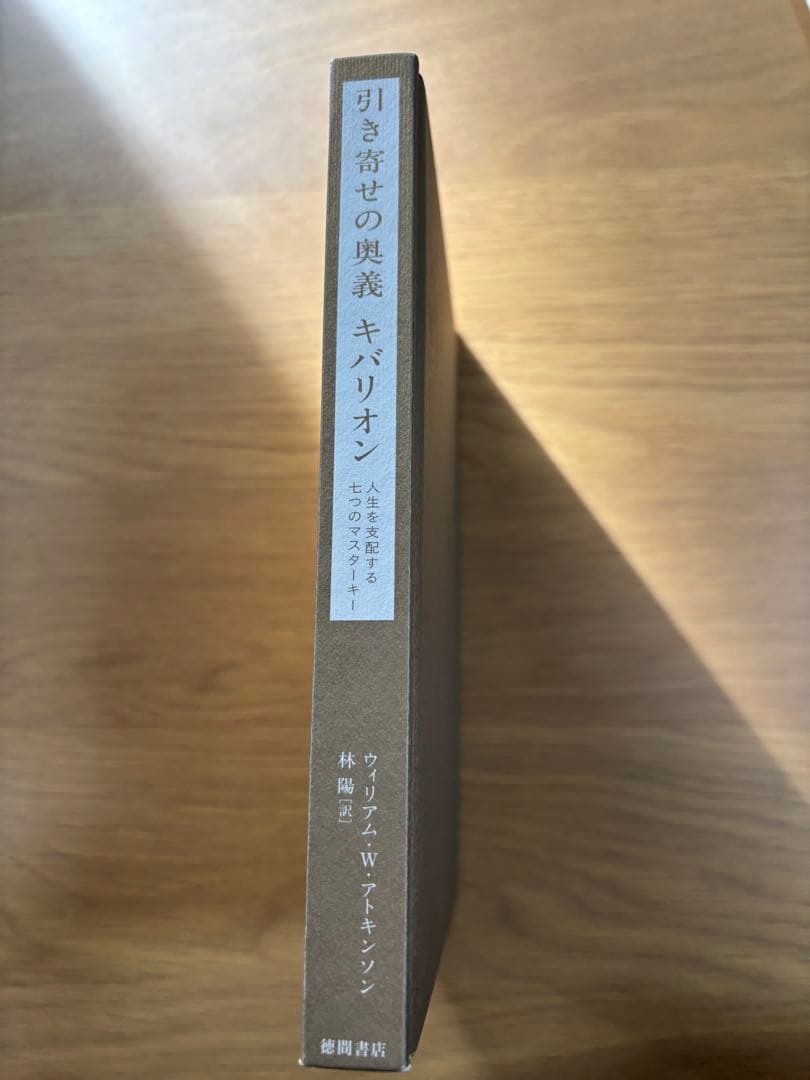 引き寄せの奥義 キバリオン
人生を支配する
七つのマスターキー
ウィリアム・W・アトキンソン
林 陽[訳]
徳間書店